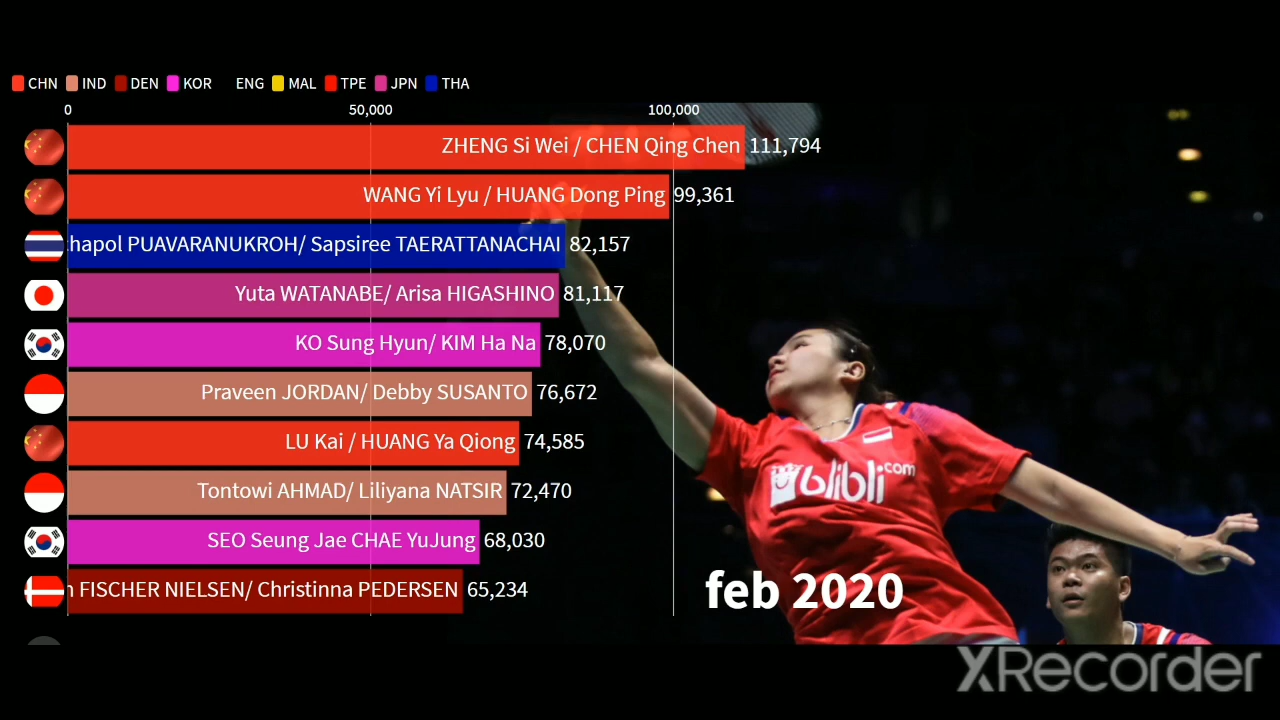 CHN IND DEN KOR ENG MAL TPE JPN THA
0 50,000 100,000
ZHENG Si Wei / CHEN Qing Chen 111,794
WANG Yi Lyu / HUANG Dong Ping 99,361
hapol PUAVARANUKROH/ Sapsiree TAERATTANACHAI 82,157
Yuta WATANABE/ Arisa HIGASHINO 81,117
KO Sung Hyun/ KIM Ha Na 78,070
Praveen JORDAN/ Debby SUSANTO 76,672
LU Kai / HUANG Ya Qiong 74,585
Tontowi AHMAD/ Liliyana NATSIR 72,470
SEO Seung Jae CHAE YuJung 68,030
FISCHER NIELSEN/ Christinna PEDERSEN 65,234
blibli.com
feb 2020
XRecorder